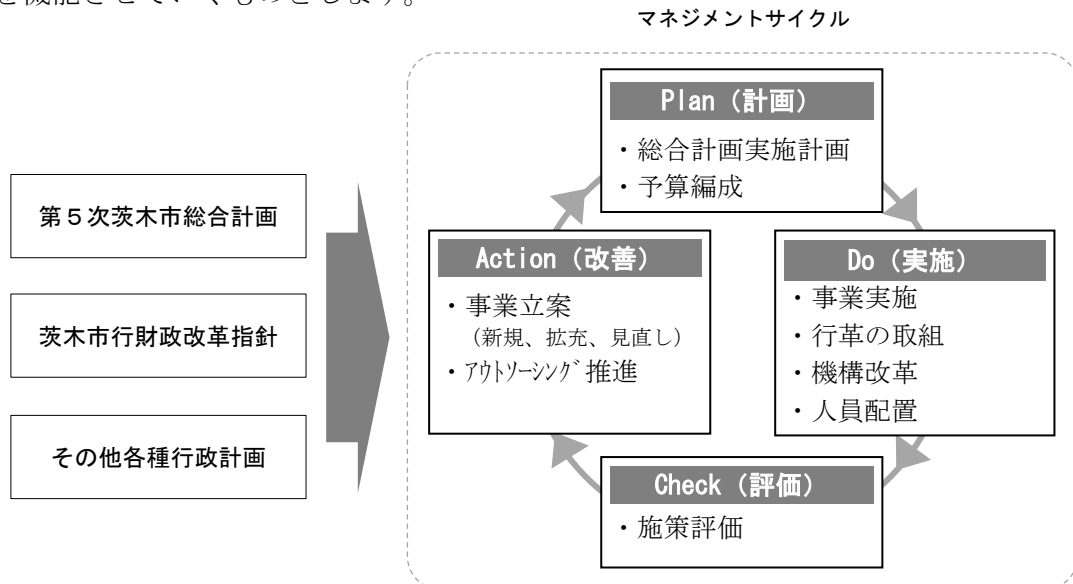 を機能させていくものとします。
マネジメントサイクル
第５次茨木市総合計画
茨木市行財政改革指針
その他各種行政計画
Plan（計画）
・総合計画実施計画
・予算編成
Action（改善）
・事業立案
（新規、拡充、見直し）
・ｱｳﾄｿｰｼﾝｸﾞ推進
Do（実施）
・事業実施
・行革の取組
・機構改革
・人員配置
Check（評価）
・施策評価